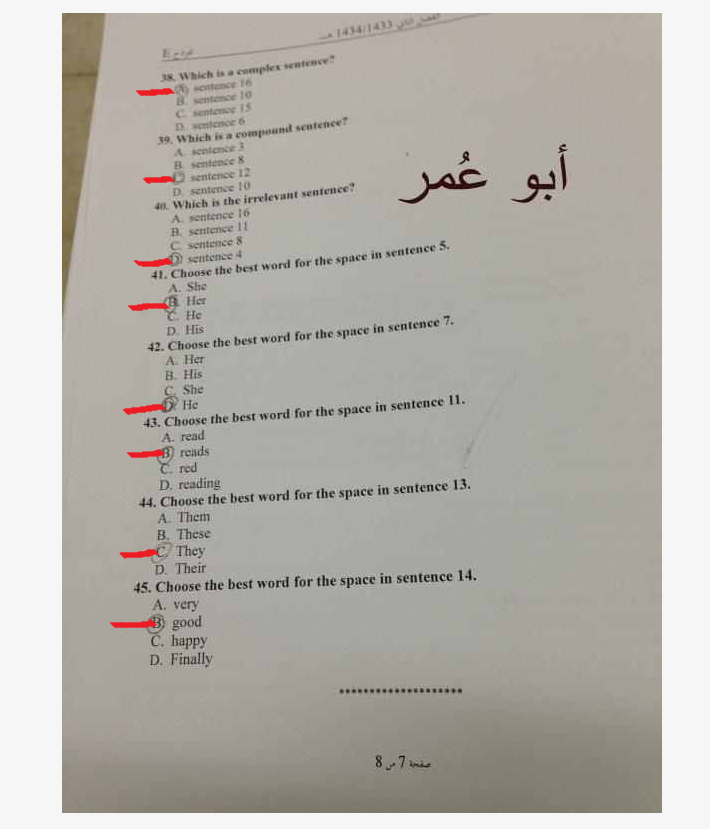 الفصل الثاني 1434/1433 هـ
نموذج E
38. Which is a complex sentence?
A. sentence 16
B. sentence 10
C. sentence 15
D. sentence 6
39. Which is a compound sentence?
A. sentence 3
B. sentence 8
C. sentence 12
D. sentence 10
أبو عُمر
40. Which is the irrelevant sentence?
A. sentence 16
B. sentence 11
C. sentence 8
D. sentence 4
41. Choose the best word for the space in sentence 5.
A. She
B. Her
C. He
D. His
42. Choose the best word for the space in sentence 7.
A. Her
B. His
C. She
D. He
43. Choose the best word for the space in sentence 11.
A. read
B. reads
C. red
D. reading
44. Choose the best word for the space in sentence 13.
A. Them
B. These
C. They
D. Their
45. Choose the best word for the space in sentence 14.
A. very
B. good
C. happy
D. Finally
*********************
صفحة 7 من 8